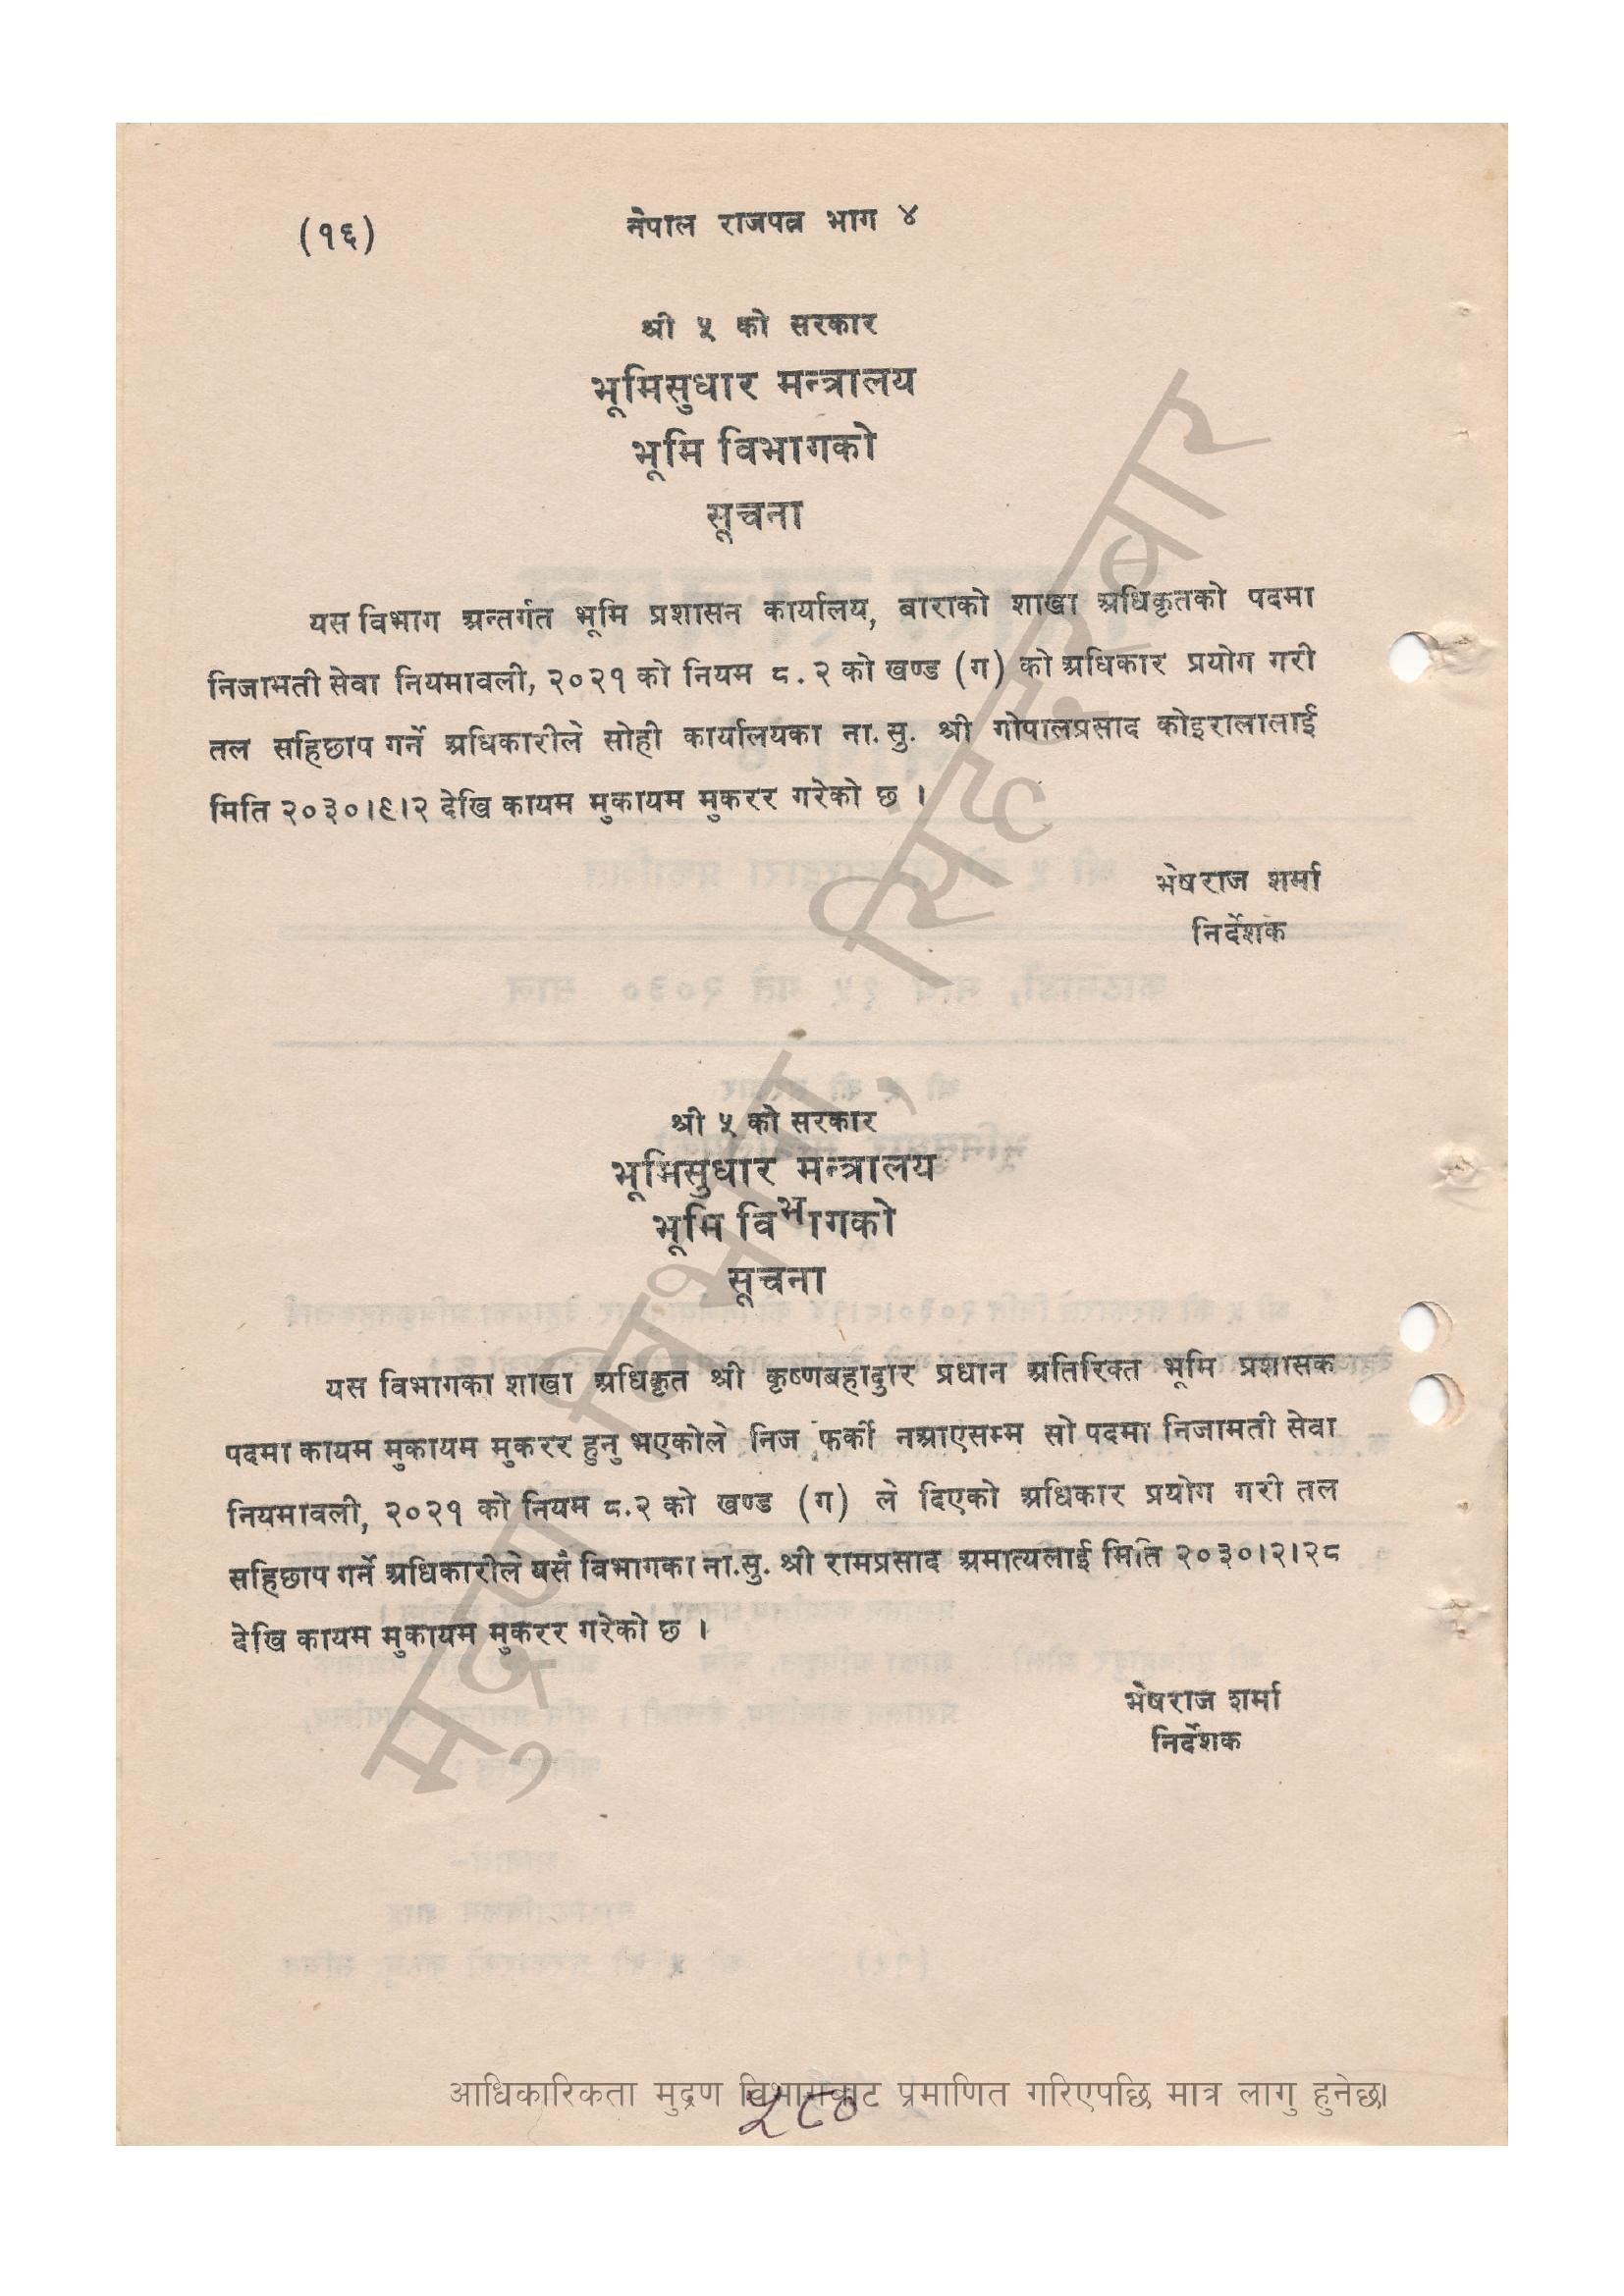 (१६)
नेपाल राजपत्र भाग ४
श्री ५ को सरकार
भूमिसुधार मन्त्रालय
भूमि विभागको
सूचना
यस विभाग अन्तर्गत भूमि प्रशासन कार्यालय, बाराको शाखा अधिकृतको पदमा
निजामती सेवा नियमावली, २०२१ को नियम ८.२ को खण्ड (ग) को अधिकार प्रयोग गरी
तल सहिछाप गर्ने अधिकारीले सोही कार्यालयका ना.सु. श्री गोपालप्रसाद कोइरालालाई
मिति २०३०।९।२ देखि कायम मुकायम मुकरर गरेको छ ।
भेषराज शर्मा
निर्देशक
श्री ५ को सरकार
भूमिसुधार मन्त्रालय
भूमि विभागको
सूचना
यस विभागका शाखा अधिकृत श्री कृष्णबहादुार प्रधान अतिरिक्त भूमि प्रशासक
पदमा कायम मुकायम मुकरर हुनु भएकोले निज फर्की नआएसम्म सो पदमा निजामती सेवा
नियमावली, २०२१ को नियम ८.२ को खण्ड (ग) ले दिएको अधिकार प्रयोग गरी तल
सहिछाप गर्ने अधिकारीले यसं विभागका ना.सु. श्री रामप्रसाद अमात्यलाई मिति २०३०।२।२८
देखि कायम मुकायम मुकरर गरेको छ ।
भेषराज शर्मा
निर्देशक
मुद्रण विभाग, सिंहदरबार
आधिकारिकता मुद्रण विभागबाट प्रमाणित गरिएपछि मात्र लागु हुनेछ।
५८०